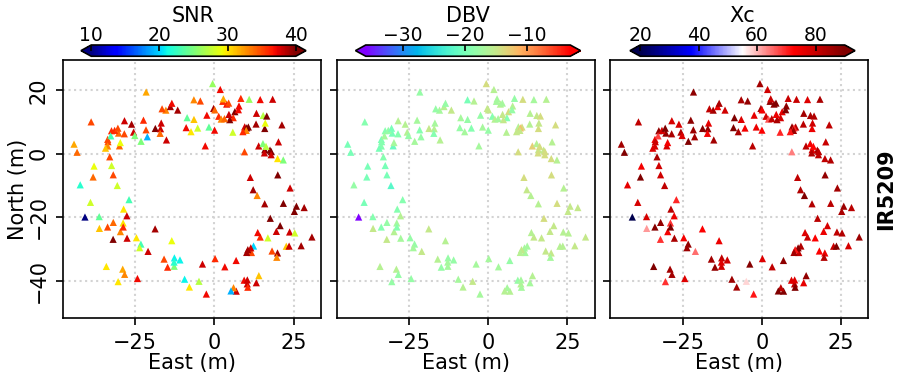 SNR DBV Xc
10 20 30 40 −30 −20 −10 20 40 60 80
North (m)
20
0
−20
−40
IR5209
−25 0 25 −25 0 25 −25 0 25
East (m) East (m) East (m)